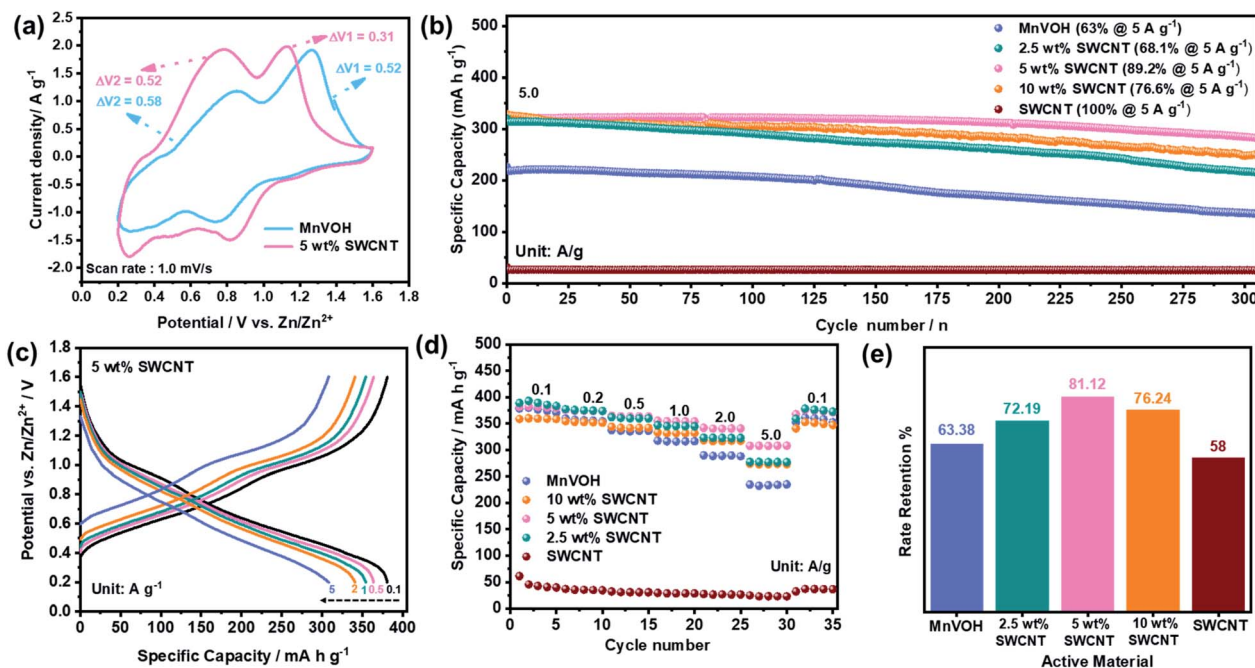 (a)
2.5
2.0
1.5
1.0
0.5
0.0
-0.5
-1.0
-1.5
-2.0
Current density/ A g-1
ΔV1 = 0.31
ΔV2 = 0.52
ΔV1 = 0.52
ΔV2 = 0.58
MnVOH
5 wt% SWCNT
Scan rate : 1.0 mV/s
0.0 0.2 0.4 0.6 0.8 1.0 1.2 1.4 1.6 1.8
Potential / V vs. Zn/Zn2+
(b)
500
400
300
200
100
0
Specific Capacity (mA h g-1)
MnVOH (63% @ 5 A g-1)
2.5 wt% SWCNT (68.1% @ 5 A g-1)
5 wt% SWCNT (89.2% @ 5 A g-1)
10 wt% SWCNT (76.6% @ 5 A g-1)
SWCNT (100% @ 5 A g-1)
5.0
Unit: A/g
0 25 50 75 100 125 150 175 200 225 250 275 300
Cycle number / n
(c)
1.8
1.6
1.4
1.2
1.0
0.8
0.6
0.4
0.2
0.0
Potential vs. Zn/Zn2+ / V
5 wt% SWCNT
Unit: A g-1
5 2 1 0.5 0.1
0 50 100 150 200 250 300 350 400
Specific Capacity / mA h g-1
(d)
500
450
400
350
300
250
200
150
100
50
0
Specific Capacity / mA h g-1
0.1 0.2 0.5 1.0 2.0 5.0 0.1
MnVOH
10 wt% SWCNT
5 wt% SWCNT
2.5 wt% SWCNT
SWCNT
A/g
0 5 10 15 20 25 30 35
Cycle number
(e)
Rate Retention %
63.38
72.19
81.12
76.24
58
MnVOH
2.5 wt%
SWCNT
5 wt%
SWCNT
10 wt%
SWCNT
SWCNT
Active Material